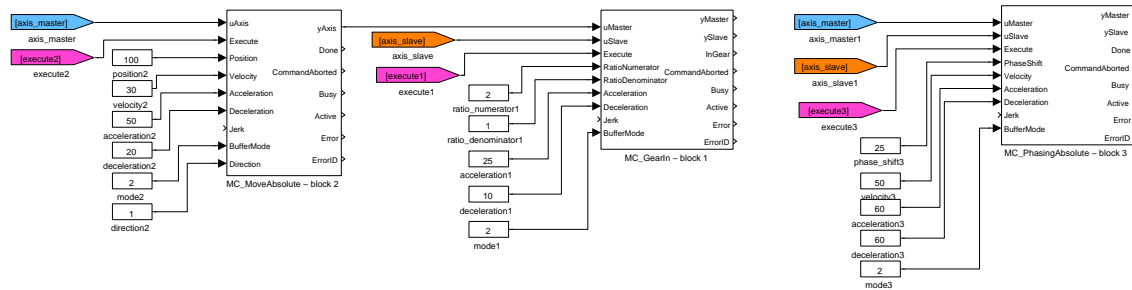 [axis_master]
axis_master
[execute2]
execute2
100
position2
30
velocity2
50
acceleration2
20
deceleration2
2
mode2
1
direction2
uAxis
Execute
Position
Velocity
Acceleration
Deceleration
Jerk
BufferMode
Direction
yAxis
Done
CommandAborted
Busy
Active
Error
ErrorID
MC_MoveAbsolute – block 2
[axis_slave]
axis_slave
[execute1]
execute1
2
ratio_numerator1
1
ratio_denominator1
25
acceleration1
10
deceleration1
2
mode1
uMaster
uSlave
Execute
RatioNumerator
RatioDenominator
Acceleration
Deceleration
Jerk
BufferMode
yMaster
ySlave
InGear
CommandAborted
Busy
Active
Error
ErrorID
MC_GearIn – block 1
[axis_master]
axis_master1
[axis_slave]
axis_slave1
[execute3]
execute3
25
phase_shift3
50
velocity3
60
acceleration3
60
deceleration3
2
mode3
uMaster
uSlave
Execute
PhaseShift
Velocity
Acceleration
Deceleration
Jerk
BufferMode
yMaster
ySlave
Done
CommandAborted
Busy
Active
Error
ErrorID
MC_PhasingAbsolute – block 3